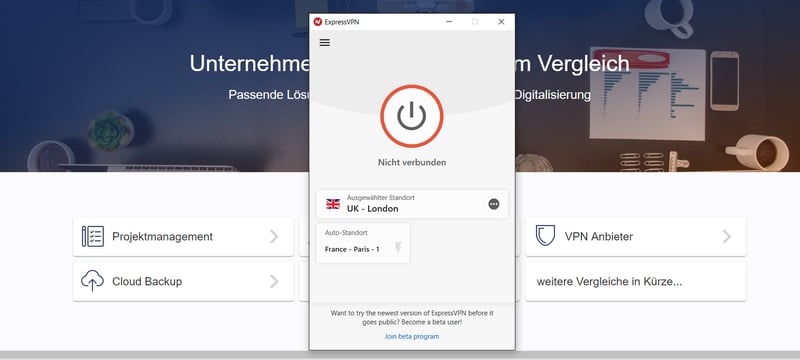 ExpressVPN
Unternehme
m Vergleich
Passende Lösu
Digitalisierung
Nicht verbunden
Ausgewählter Standort
UK - London
Auto-Standort
France - Paris - 1
Projektmanagement
VPN Anbieter
Cloud Backup
weitere Vergleiche in Kürze...
Want to try the newest version of ExpressVPN before it
goes public? Become a beta user!
Join beta program